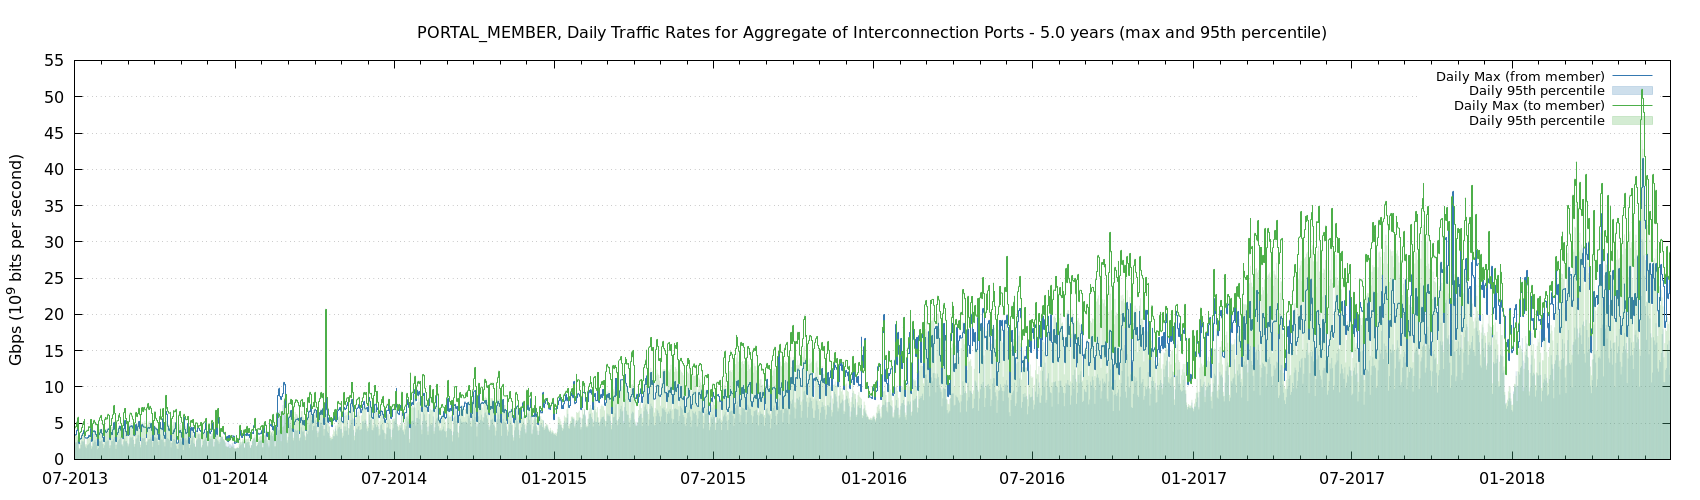 PORTAL_MEMBER, Daily Traffic Rates for Aggregate of Interconnection Ports - 5.0 years (max and 95th percentile)
Gbps (10⁹ bits per second)
55
50
45
40
35
30
25
20
15
10
5
0
Daily Max (from member)
Daily 95th percentile
Daily Max (to member)
Daily 95th percentile
07-2013 01-2014 07-2014 01-2015 07-2015 01-2016 07-2016 01-2017 07-2017 01-2018